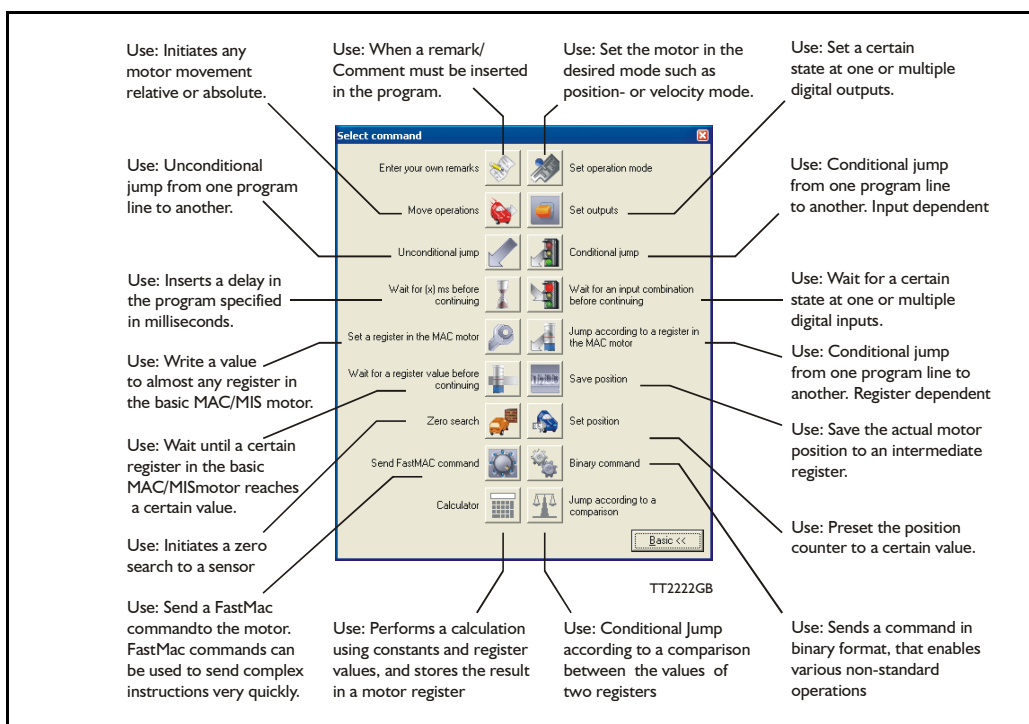 Use: Initiates any
motor movement
relative or absolute.
Use: When a remark/
Comment must be inserted
in the program.
Use: Set the motor in the
desired mode such as
position- or velocity mode.
Use: Set a certain
state at one or multiple
digital outputs.
Use: Unconditional
jump from one program
line to another.
Use: Inserts a delay in
the program specified
in milliseconds.
Use: Write a value
to almost any register in
the basic MAC/MIS motor.
Use: Wait until a certain
register in the basic
MAC/MISmotor reaches
a certain value.
Use: Initiates a zero
search to a sensor
Use: Send a FastMac
commandto the motor.
FastMac commands can
be used to send complex
instructions very quickly.
Select command
Enter your own remarks
Set operation mode
Move operations
Set outputs
Unconditional jump
Conditional jump
Wait for (x) ms before
continuing
Wait for an input combination
before continuing
Set a register in the MAC motor
Jump according to a register in
the MAC motor
Wait for a register value before
continuing
Save position
Zero search
Set position
Send FastMAC command
Binary command
Calculator
Jump according to a
comparison
Basic <<
TT2222GB
Use: Conditional jump
from one program line
to another. Input dependent
Use: Wait for a certain
state at one or multiple
digital inputs.
Use: Conditional jump
from one program line to
another. Register dependent
Use: Save the actual motor
position to an intermediate
register.
Use: Preset the position
counter to a certain value.
Use: Performs a calculation
using constants and register
values, and stores the result
in a motor register
Use: Conditional Jump
according to a comparison
between the values of
two registers
Use: Sends a command in
binary format, that enables
various non-standard
operations